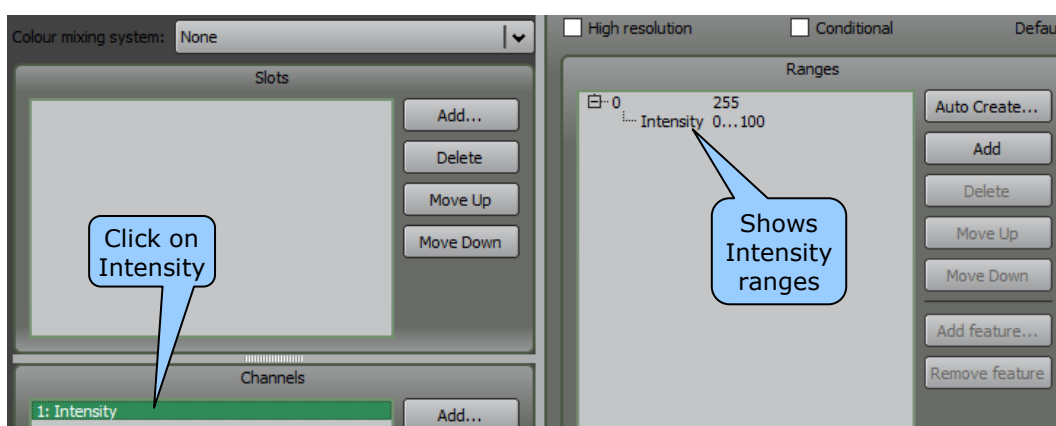 Colour mixing system: None
Slots
Add...
Delete
Move Up
Move Down
Click on
Intensity
Channels
1: Intensity
Add...
High resolution
Conditional
Defau
Ranges
0 255
Intensity 0...100
Shows
Intensity
ranges
Auto Create...
Add
Delete
Move Up
Move Down
Add feature...
Remove feature